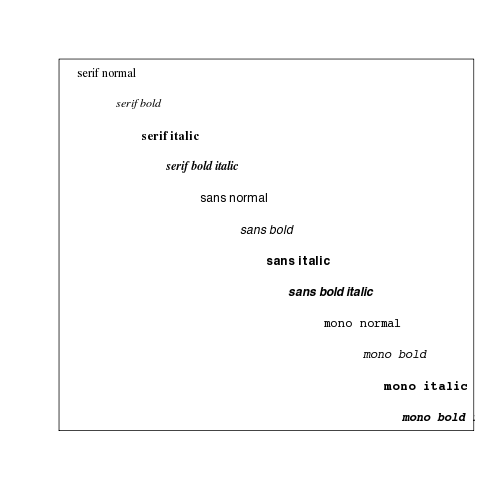 serif normal
serif bold
serif italic
serif bold italic
sans normal
sans bold
sans italic
sans bold italic
mono normal
mono bold
mono italic
mono bold